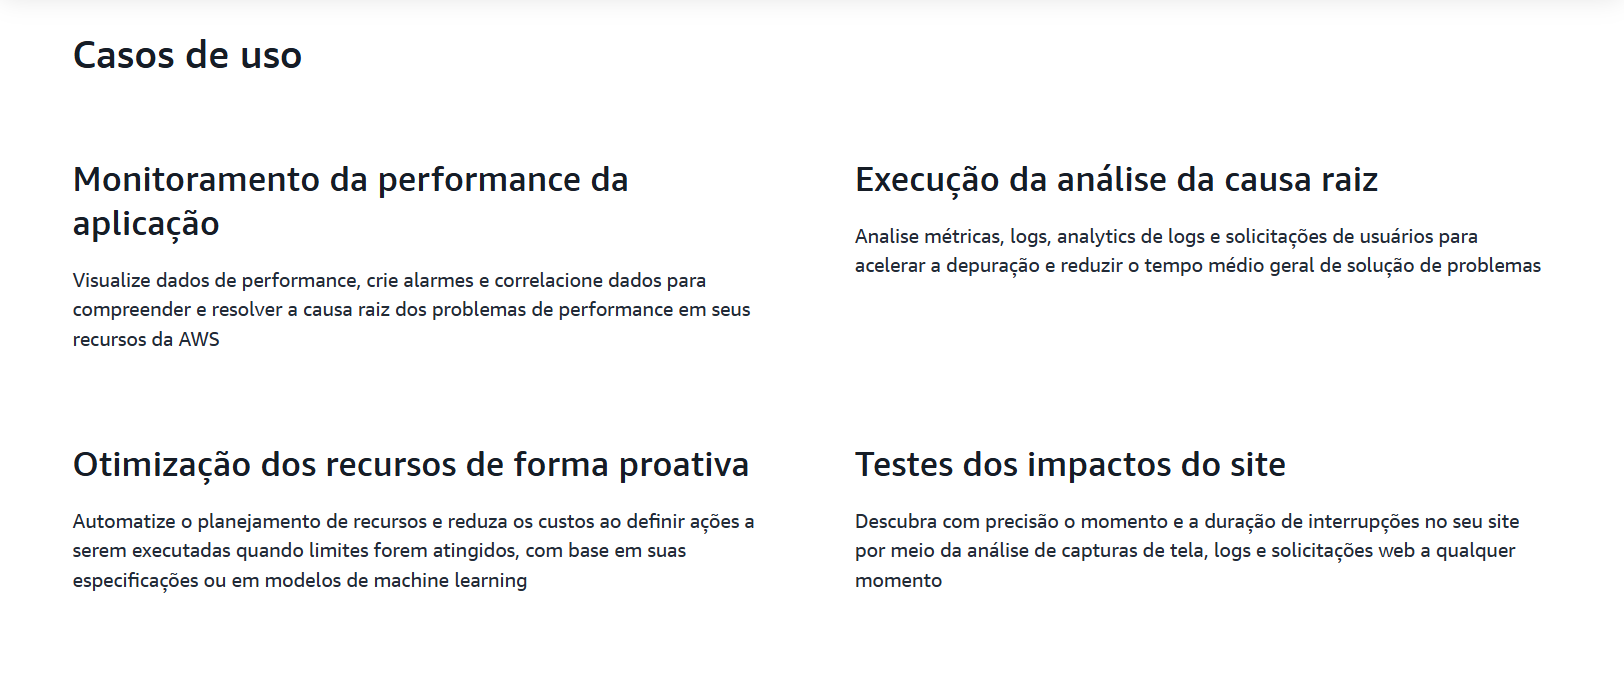 Casos de uso
Monitoramento da performance da
aplicação
Visualize dados de performance, crie alarmes e correlacione dados para
compreender e resolver a causa raiz dos problemas de performance em seus
recursos da AWS
Execução da análise da causa raiz
Analise métricas, logs, analytics de logs e solicitações de usuários para
acelerar a depuração e reduzir o tempo médio geral de solução de problemas
Otimização dos recursos de forma proativa
Automatize o planejamento de recursos e reduza os custos ao definir ações a
serem executadas quando limites forem atingidos, com base em suas
especificações ou em modelos de machine learning
Testes dos impactos do site
Descubra com precisão o momento e a duração de interrupções no seu site
por meio da análise de capturas de tela, logs e solicitações web a qualquer
momento